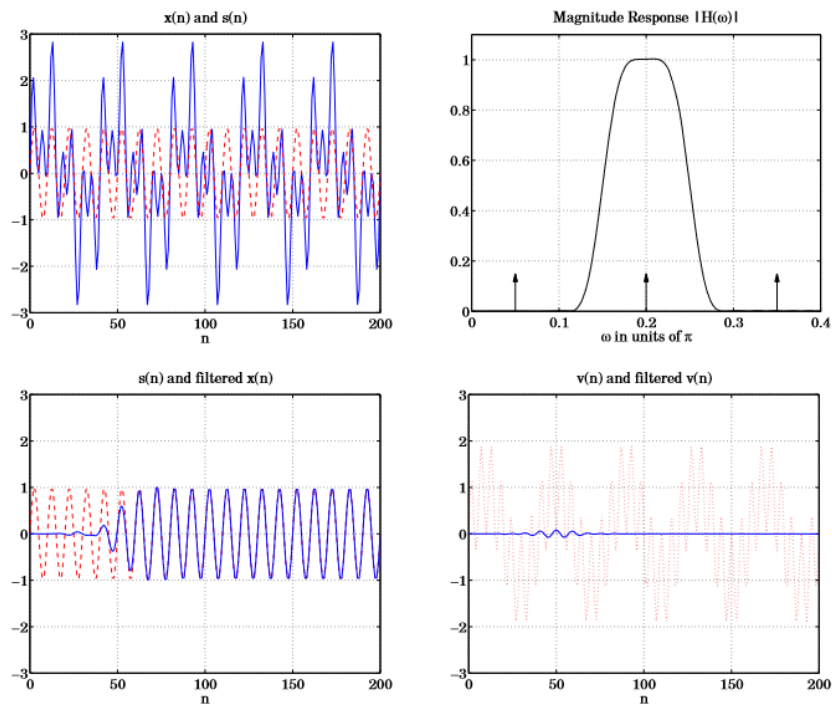 x(n) and s(n)
3
2
1
0
−1
−2
−3
0 50 100 150 200
n
Magnitude Response |H(ω)|
1
0.8
0.6
0.4
0.2
0
0 0.1 0.2 0.3 0.4
ω in units of π
s(n) and filtered x(n)
3
2
1
0
−1
−2
−3
0 50 100 150 200
n
v(n) and filtered v(n)
3
2
1
0
−1
−2
−3
0 50 100 150 200
n